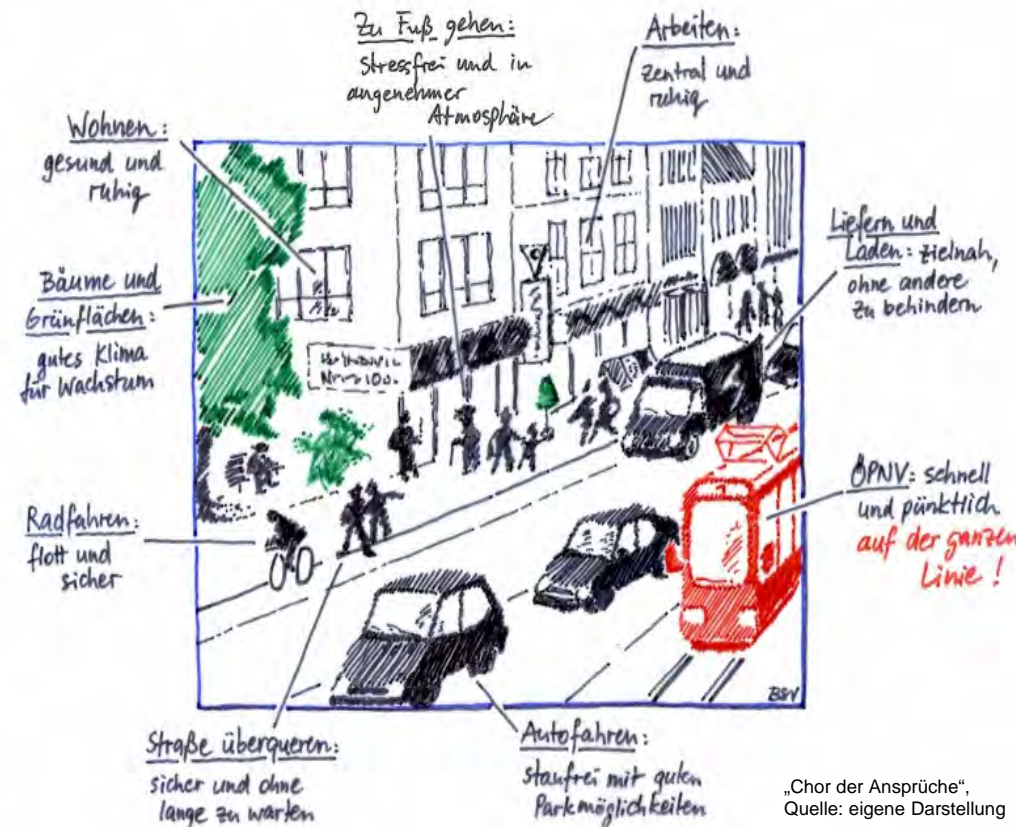 Zu Fuß gehen:
Stressfrei und in
angenehmer
Atmosphäre
Arbeiten:
zentral und
ruhig
Wohnen:
gesund und
ruhig
Liefern und
Laden: zielnah,
ohne andere
zu behindern
Bäume und
Grünflächen:
gutes Klima
für Wachstum
ÖPNV: schnell
und pünktlich
auf der ganzen
Linie!
Radfahren:
flott und
sicher
Straße überqueren:
sicher und ohne
lange zu warten
Autofahren:
staufrei mit guten
Parkmöglichkeiten
BSV
„Chor der Ansprüche“,
Quelle: eigene Darstellung